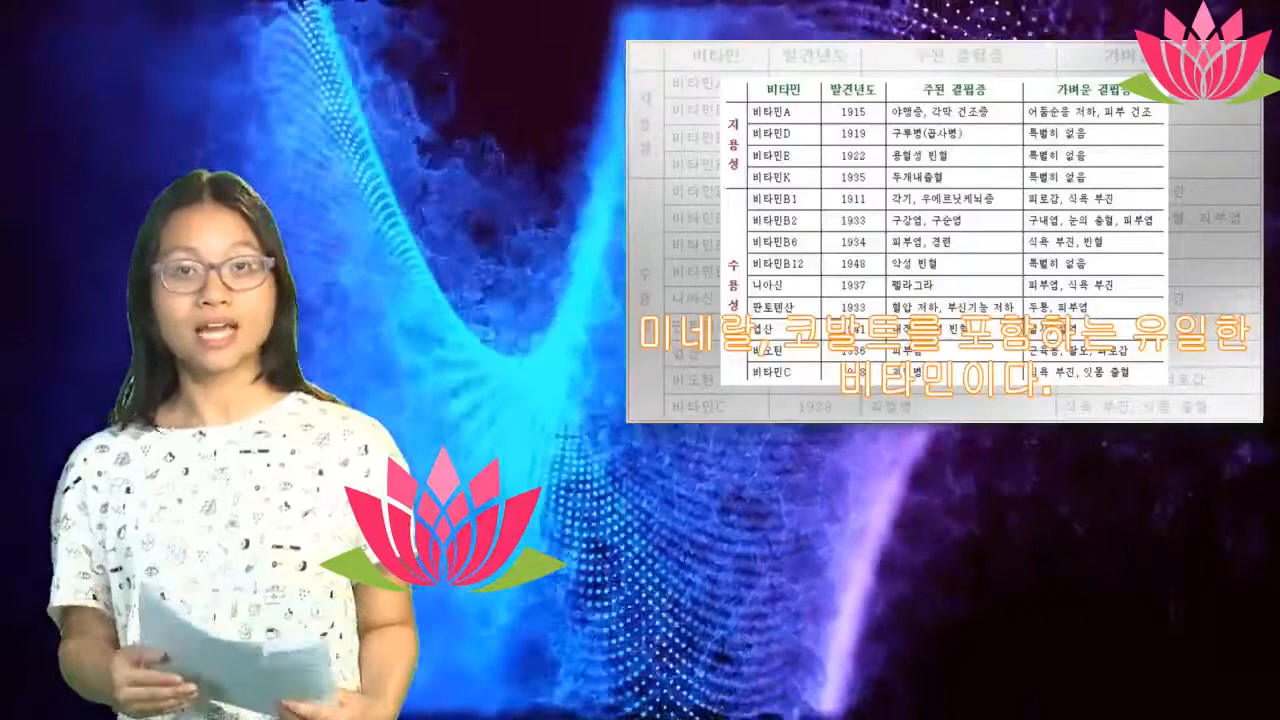 비타민 발견년도 주된 결핍증 가벼운 결핍증
지용성
비타민A 1915 야맹증, 각막 건조증 어둠순응 저하, 피부 건조
비타민D 1919 구루병(곱사병) 특별히 없음
비타민E 1922 용혈성 빈혈 특별히 없음
비타민K 1935 두개내출혈 특별히 없음
수용성
비타민B1 1911 각기, 우에르닛케뇌증 피로감, 식욕 부진
비타민B2 1933 구강염, 구순염 구내염, 눈의 충혈, 피부염
비타민B6 1934 피부염, 경련 식욕 부진, 빈혈
비타민B12 1948 악성 빈혈 특별히 없음
니아신 1937 펠라그라 피부염, 식욕 부진
판토텐산 1933 혈압 저하, 부신기능 저하 두통, 피부염
엽산
비오틴 피부염
비타민C 식욕 부진, 잇몸 출혈
미네랄, 코발트를 포함하는 유일한
비타민이다.